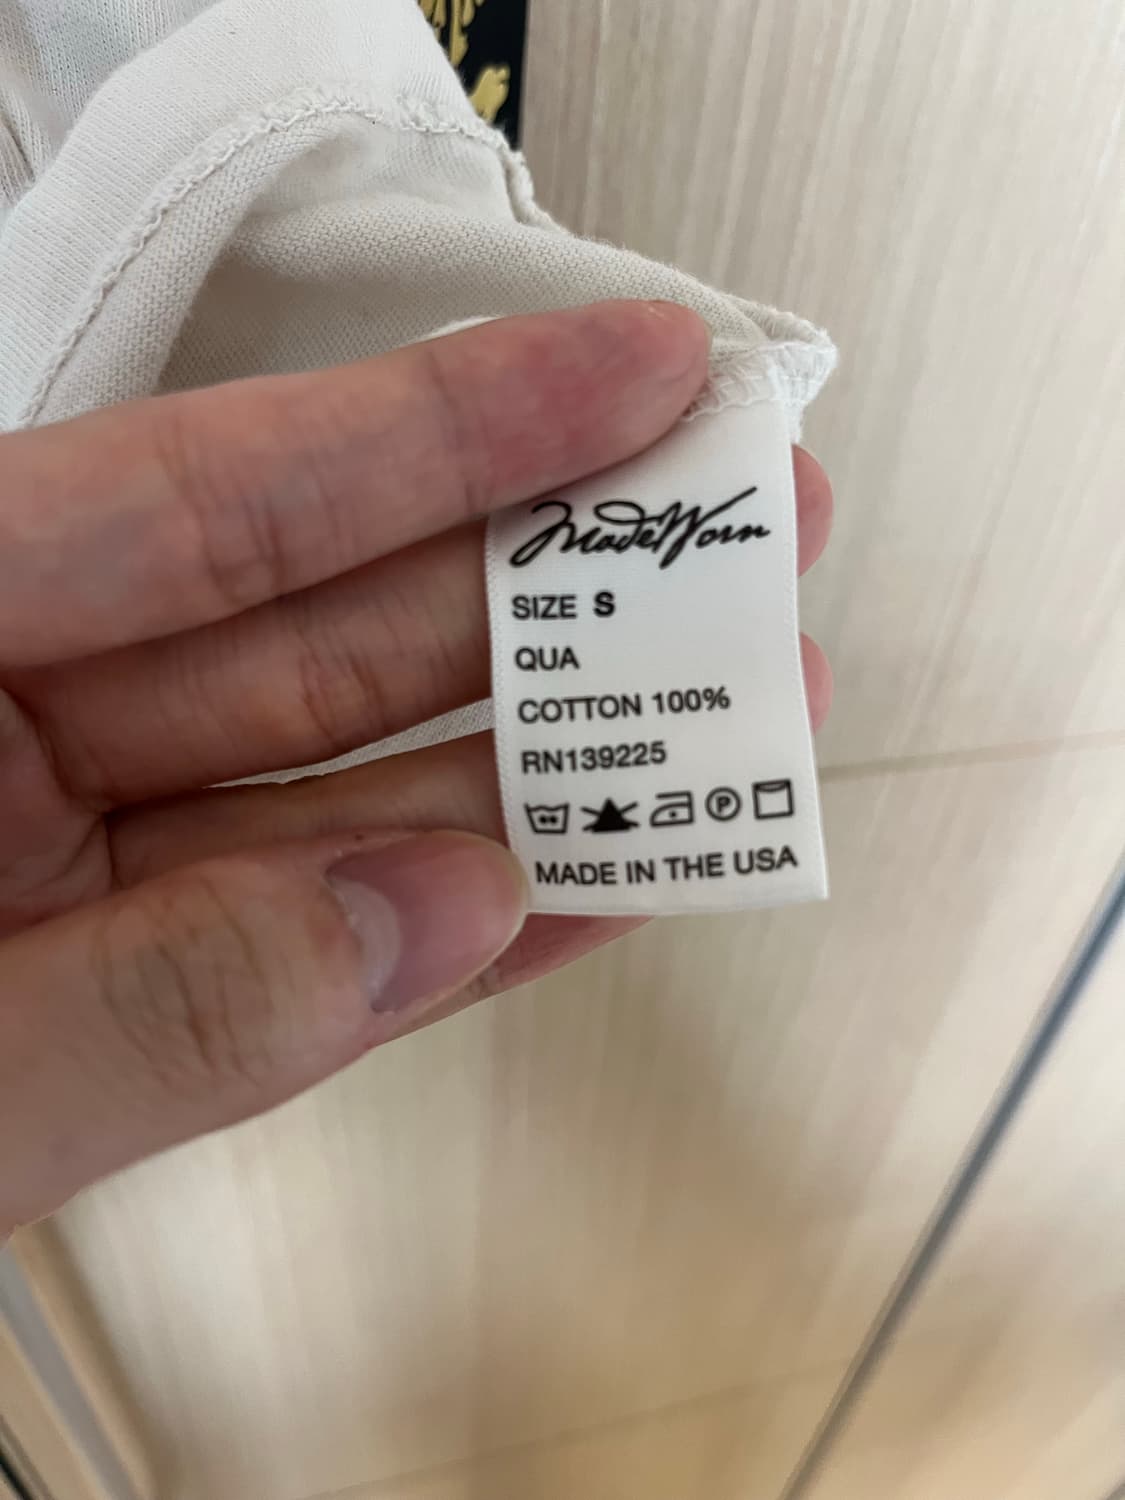 MadeWorn
SIZE S
QUA
COTTON 100%
RN139225
P
MADE IN THE USA